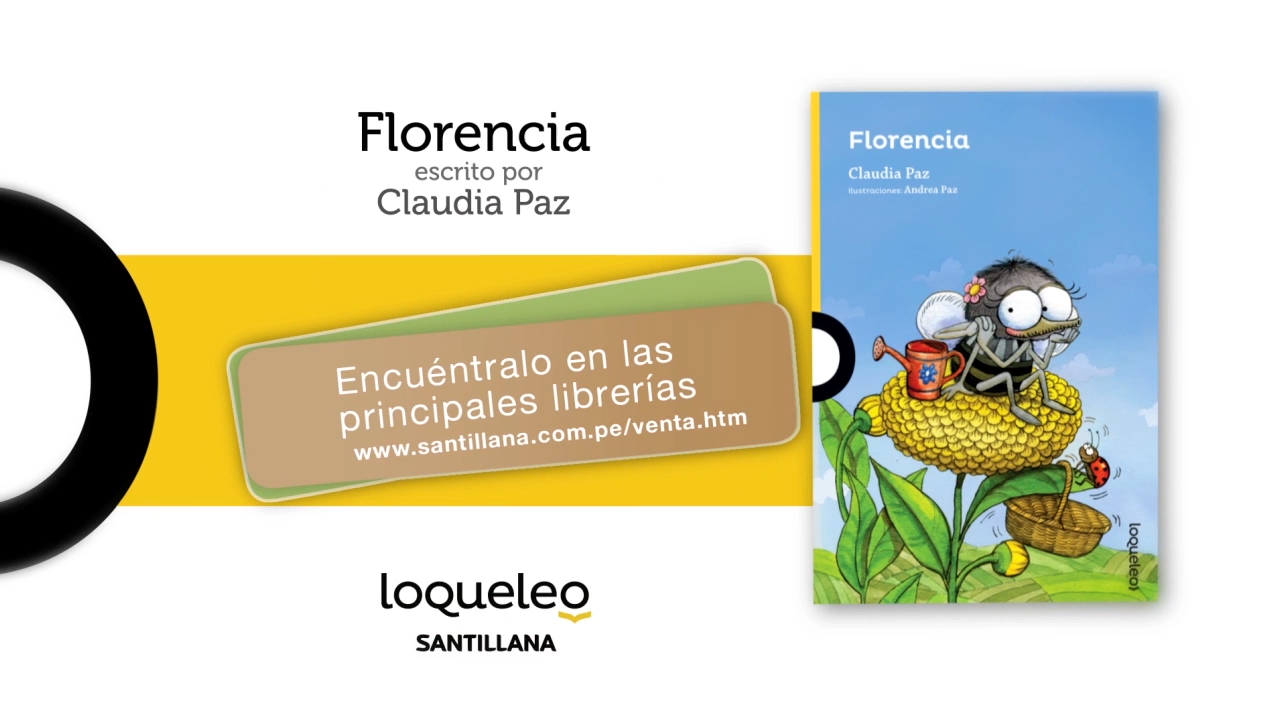 Florencia
escrito por
Claudia Paz
Encuéntralo en las
principales librerías
www.santillana.com.pe/venta.htm
loqueleo
SANTILLANA
Florencia
Claudia Paz
Ilustraciones: Andrea Paz
loqueleo